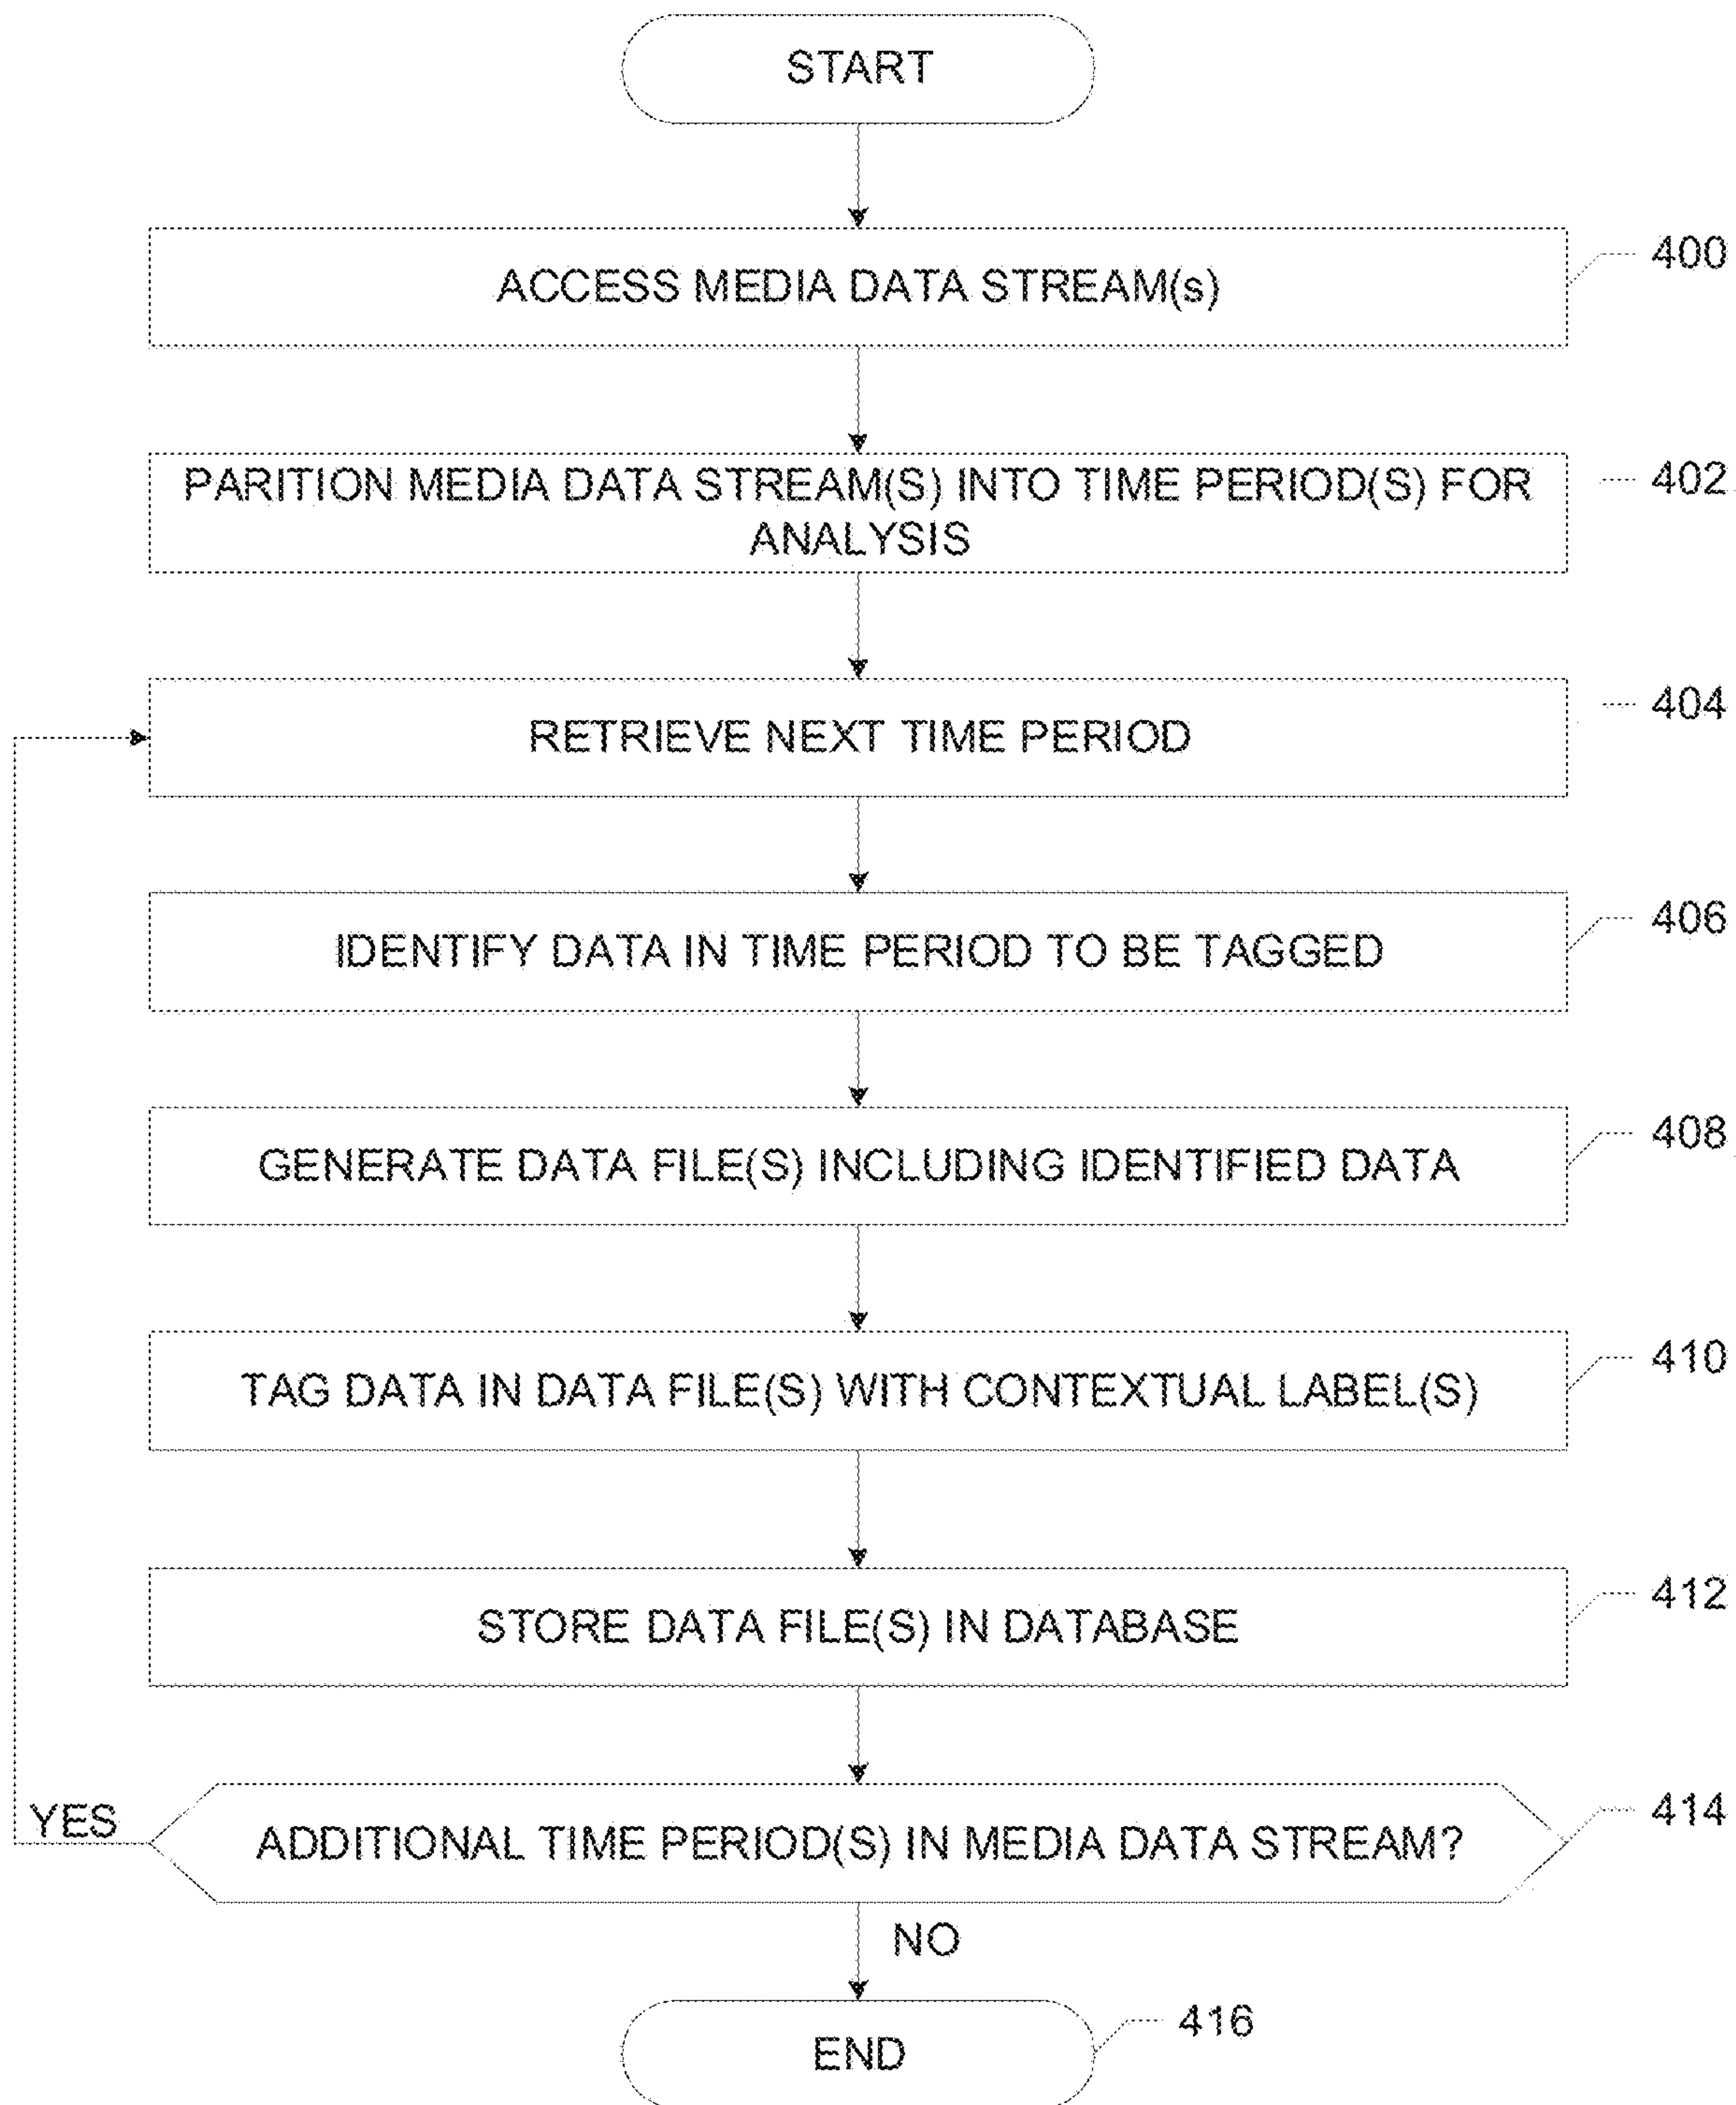 START
ACCESS MEDIA DATA STREAM(s)
400
PARITION MEDIA DATA STREAM(S) INTO TIME PERIOD(S) FOR
ANALYSIS
402
RETRIEVE NEXT TIME PERIOD
404
IDENTIFY DATA IN TIME PERIOD TO BE TAGGED
406
GENERATE DATA FILE(S) INCLUDING IDENTIFIED DATA
408
TAG DATA IN DATA FILE(S) WITH CONTEXTUAL LABEL(S)
410
STORE DATA FILE(S) IN DATABASE
412
YES
ADDITIONAL TIME PERIOD(S) IN MEDIA DATA STREAM?
414
NO
END
416